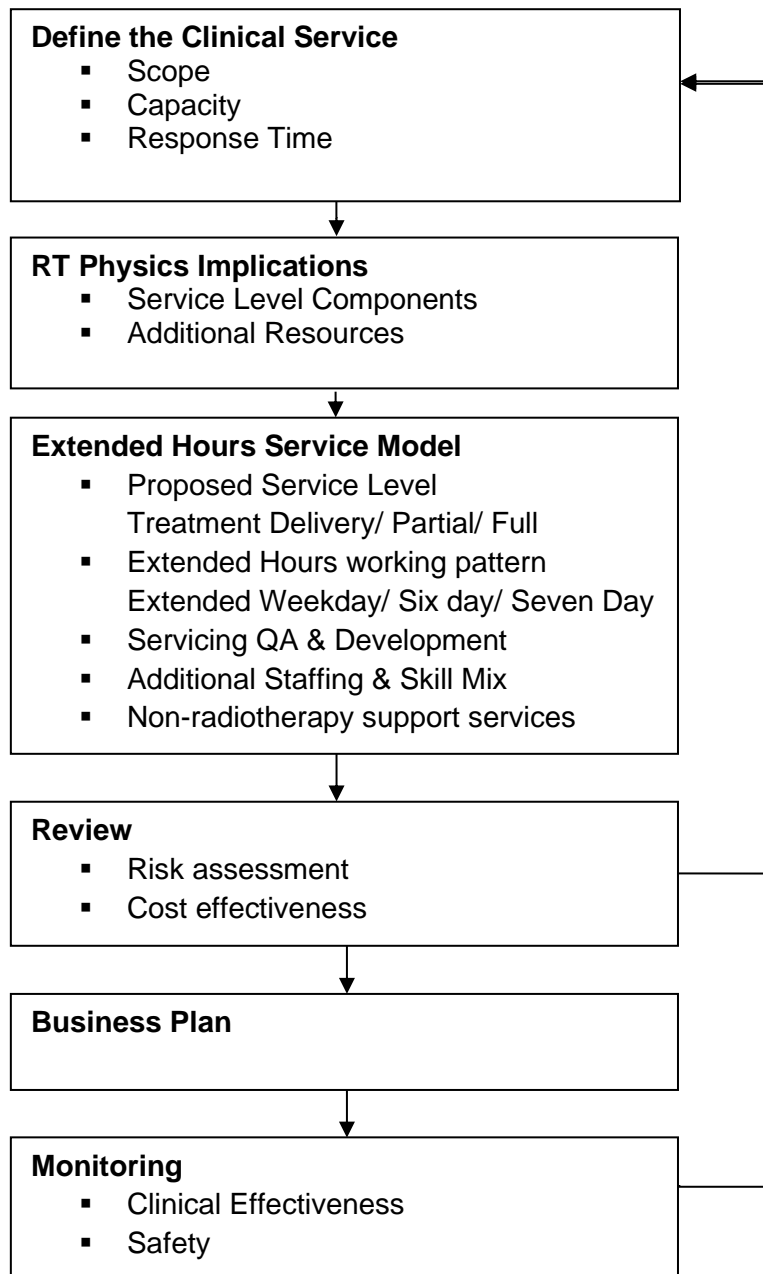 Define the Clinical Service
▪ Scope
▪ Capacity
▪ Response Time
RT Physics Implications
▪ Service Level Components
▪ Additional Resources
Extended Hours Service Model
▪ Proposed Service Level
Treatment Delivery/ Partial/ Full
▪ Extended Hours working pattern
Extended Weekday/ Six day/ Seven Day
▪ Servicing QA & Development
▪ Additional Staffing & Skill Mix
▪ Non-radiotherapy support services
Review
▪ Risk assessment
▪ Cost effectiveness
Business Plan
Monitoring
▪ Clinical Effectiveness
▪ Safety